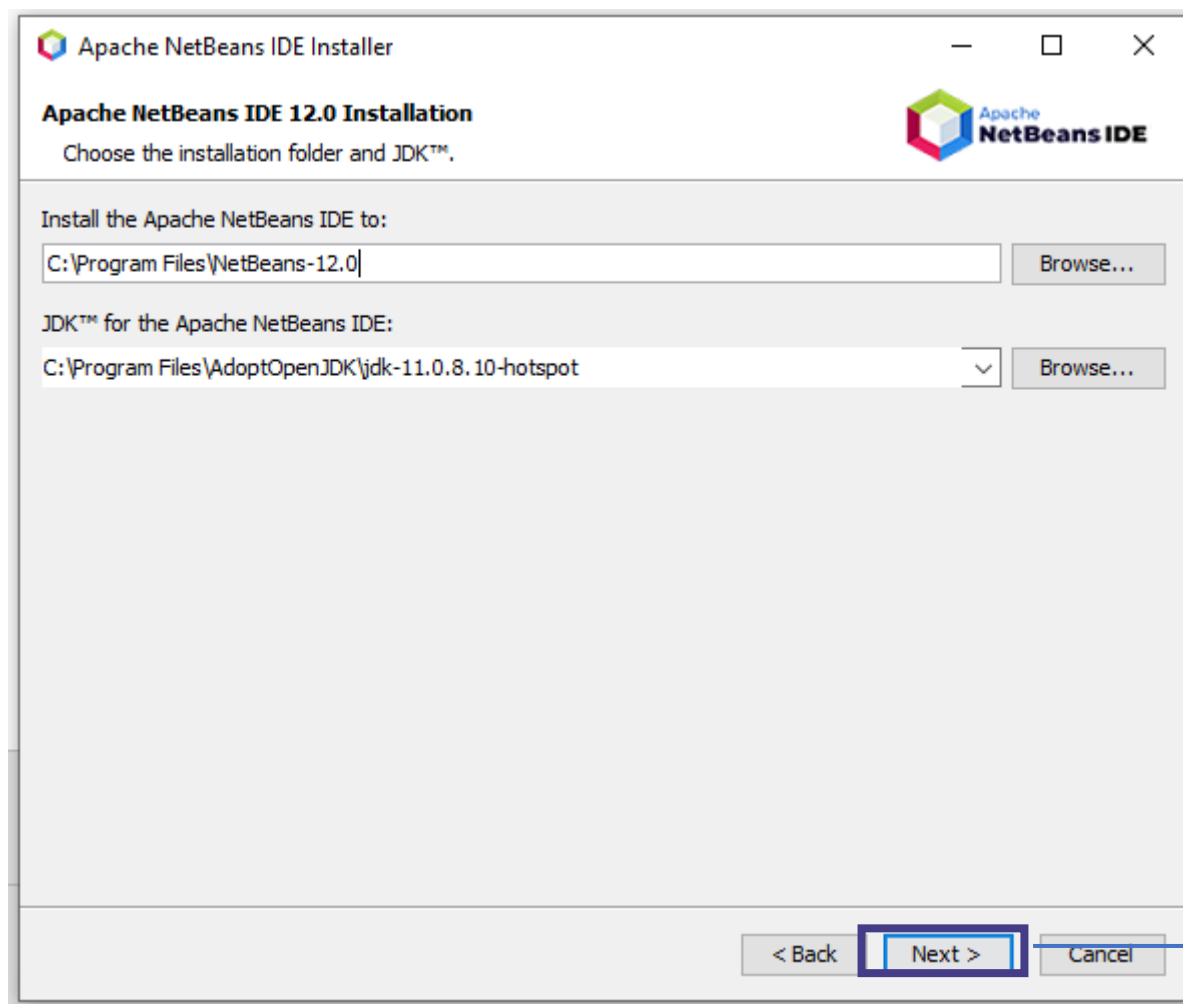 Apache NetBeans IDE Installer
Apache NetBeans IDE 12.0 Installation
Choose the installation folder and JDK™.
Apache
NetBeans IDE
Install the Apache NetBeans IDE to:
C:\Program Files\NetBeans-12.0
Browse...
JDK™ for the Apache NetBeans IDE:
C:\Program Files\AdoptOpenJDK\jdk-11.0.8.10-hotspot
Browse...
< Back
Next >
Cancel